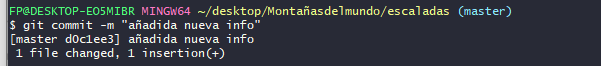 FP@DESKTOP-EO5MIBR MINGW64 ~/desktop/Montañasdelmundo/escaladas (master)
$ git commit -m "añadida nueva info"
[master d0c1ee3] añadida nueva info
 1 file changed, 1 insertion(+)